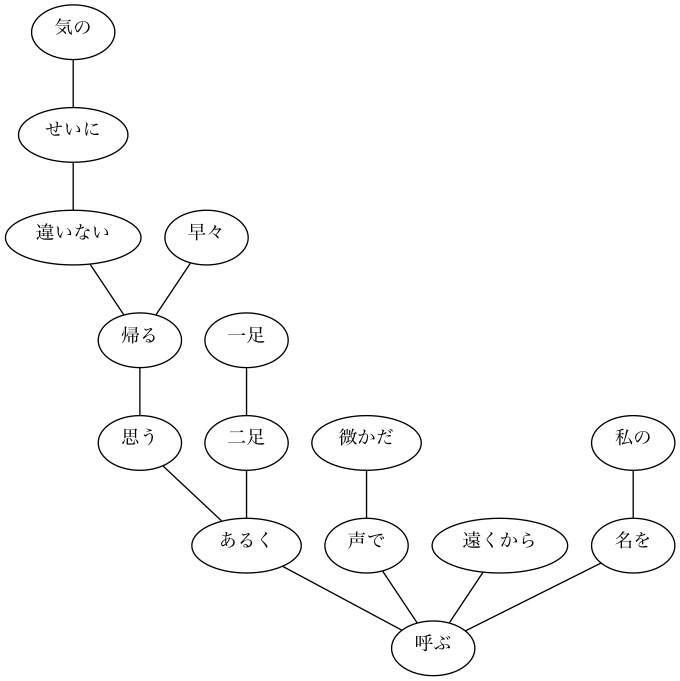 気の
せいに
違いない
早々
帰る
一足
思う
二足
微かだ
私の
あるく
声で
遠くから
名を
呼ぶ